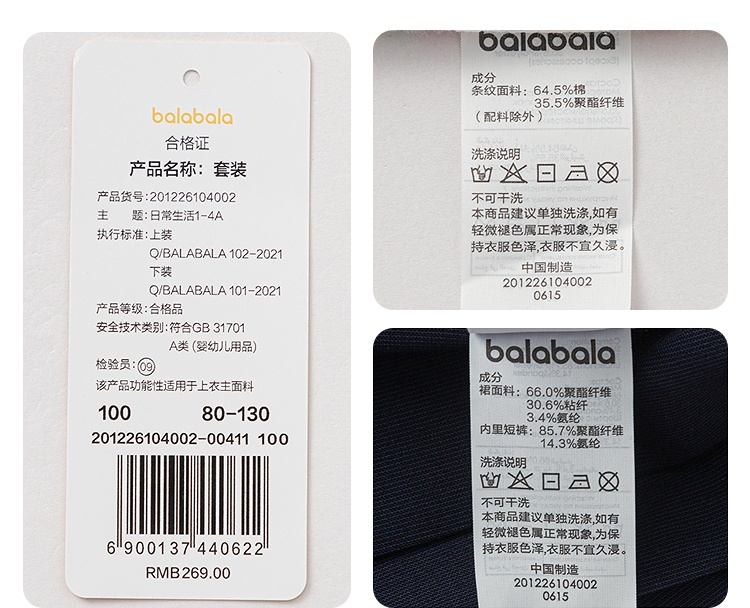 balabala
合格证
产品名称：套装
产品货号：201226104002
主 题：日常生活1-4A
执行标准：上装
Q/BALABALA 102-2021
下装
Q/BALABALA 101-2021
产品等级：合格品
安全技术类别：符合GB 31701
A类 (婴幼儿用品)
检验员：09
该产品功能性适用于上衣主面料
100 80-130
201226104002-00411 100
6 900137 440622
RMB269.00
balabala
成分
条纹面料：64.5%棉
35.5%聚酯纤维
（配料除外）
洗涤说明
不可干洗
本商品建议单独洗涤,如有
轻微褪色属正常现象,为保
持衣服色泽,衣服不宜久浸。
中国制造
201226104002
0615
balabala
成分
裙面料：66.0%聚酯纤维
30.6%粘纤
3.4%氨纶
内里短裤：85.7%聚酯纤维
14.3%氨纶
洗涤说明
不可干洗
本商品建议单独洗涤,如有
轻微褪色属正常现象,为保
持衣服色泽,衣服不宜久浸。
中国制造
201226104002
0615